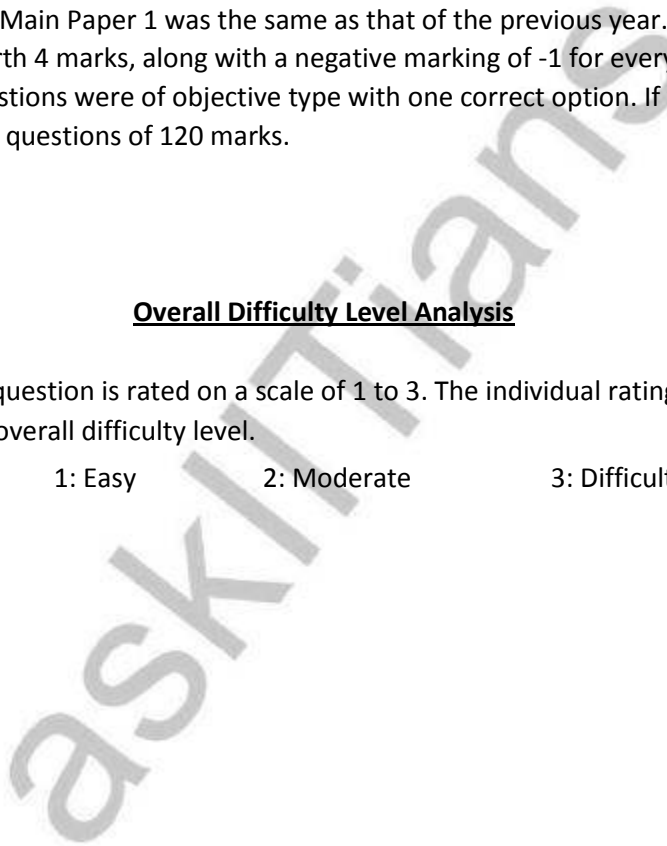 Main Paper 1 was the same as that of the previous year.
rth 4 marks, along with a negative marking of -1 for every
stions were of objective type with one correct option. If
questions of 120 marks.
Overall Difficulty Level Analysis
question is rated on a scale of 1 to 3. The individual rating
overall difficulty level.
1: Easy 2: Moderate 3: Difficult
askIITians